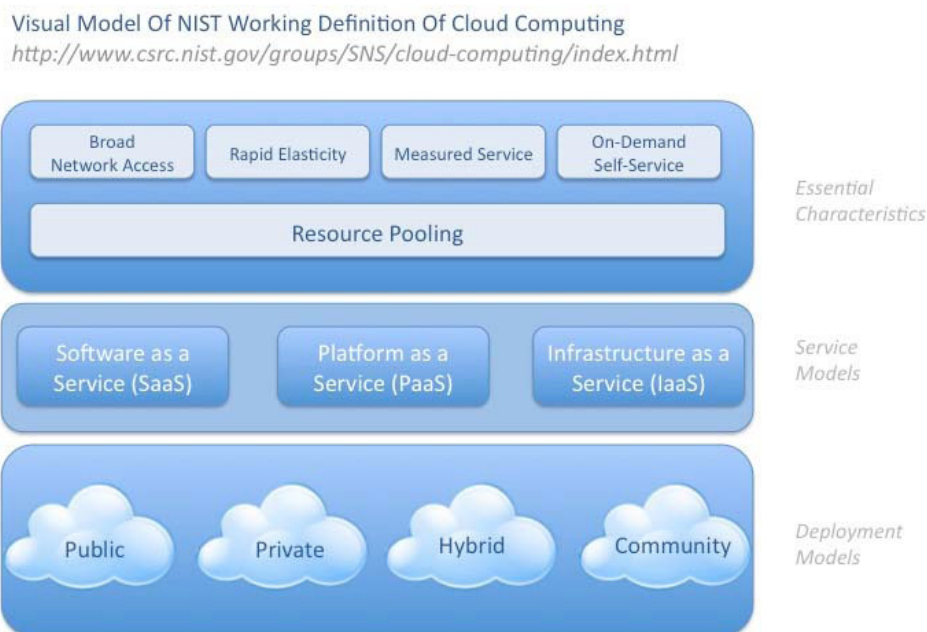 Visual Model Of NIST Working Definition Of Cloud Computing
http://www.csrc.nist.gov/groups/SNS/cloud-computing/index.html
Broad
Network Access
Rapid Elasticity
Measured Service
On-Demand
Self-Service
Resource Pooling
Essential
Characteristics
Software as a
Service (SaaS)
Platform as a
Service (PaaS)
Infrastructure as a
Service (IaaS)
Service
Models
Public
Private
Hybrid
Community
Deployment
Models